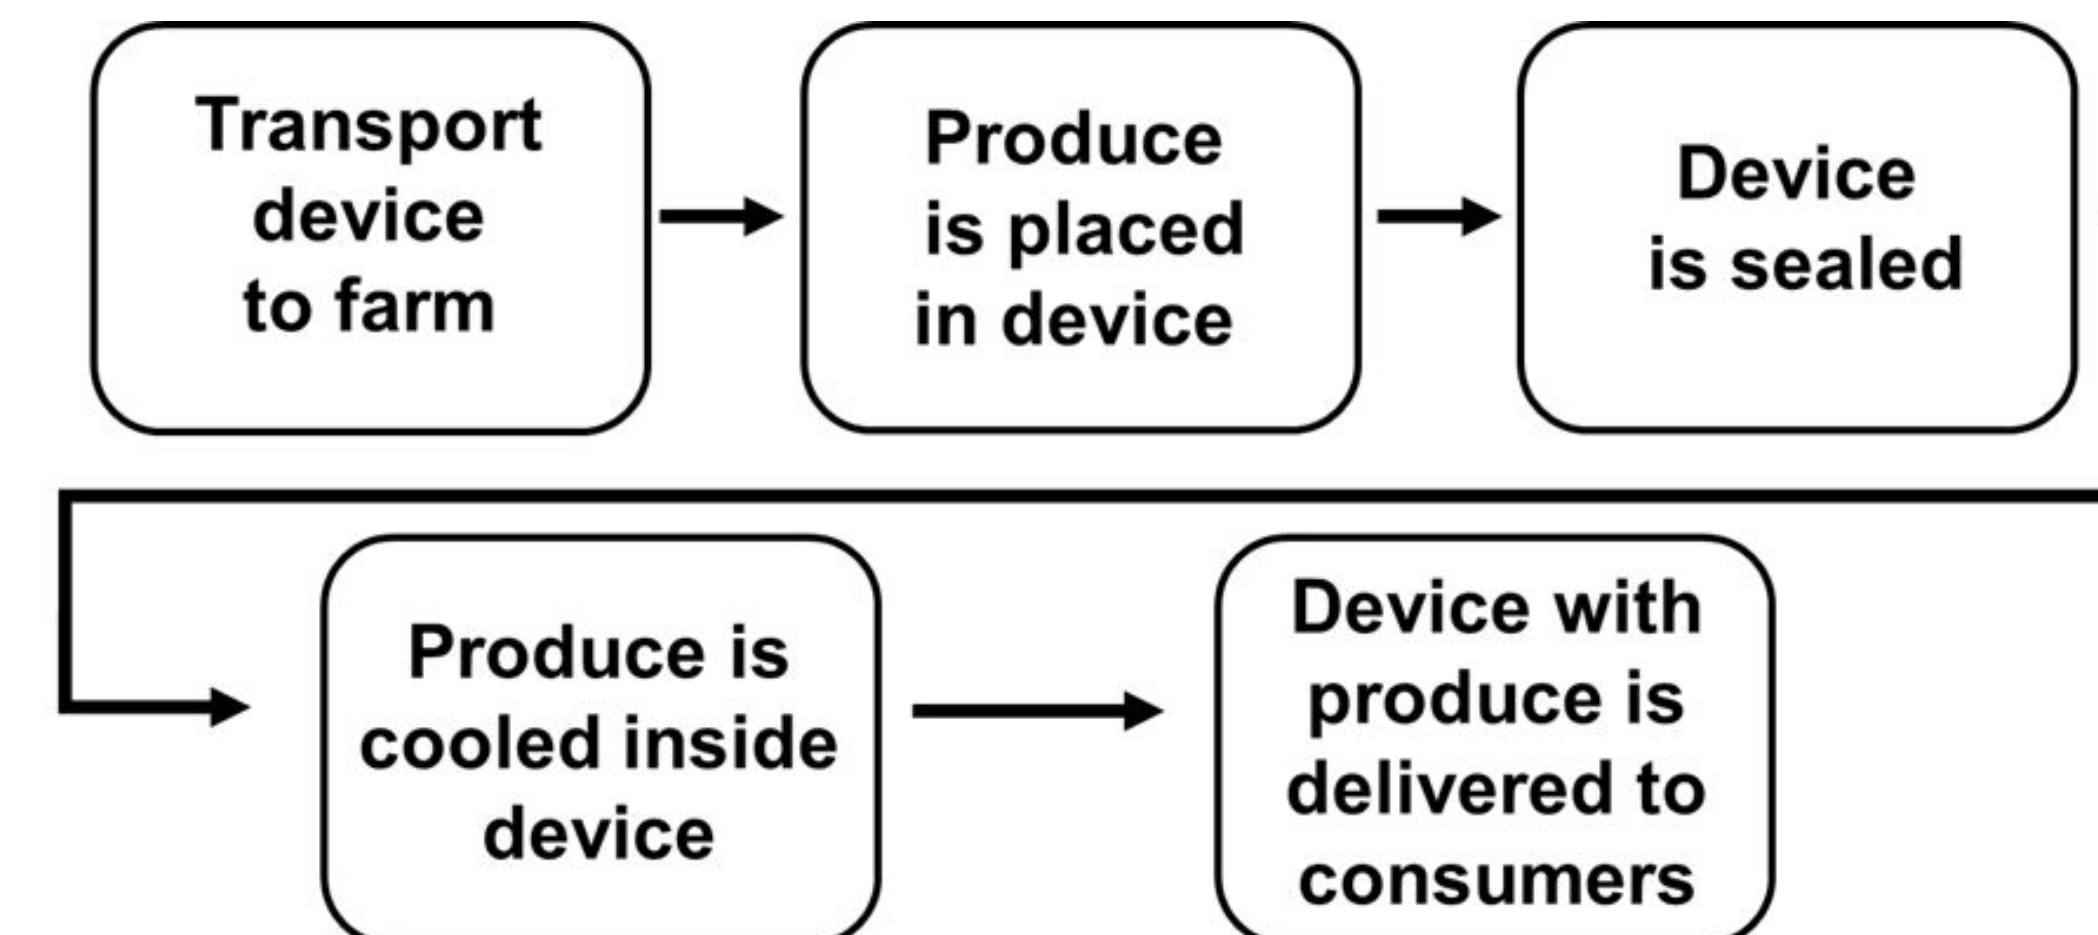 Transport
device
to farm
Produce
is placed
in device
Device
is sealed
Produce is
cooled inside
device
Device with
produce is
delivered to
consumers